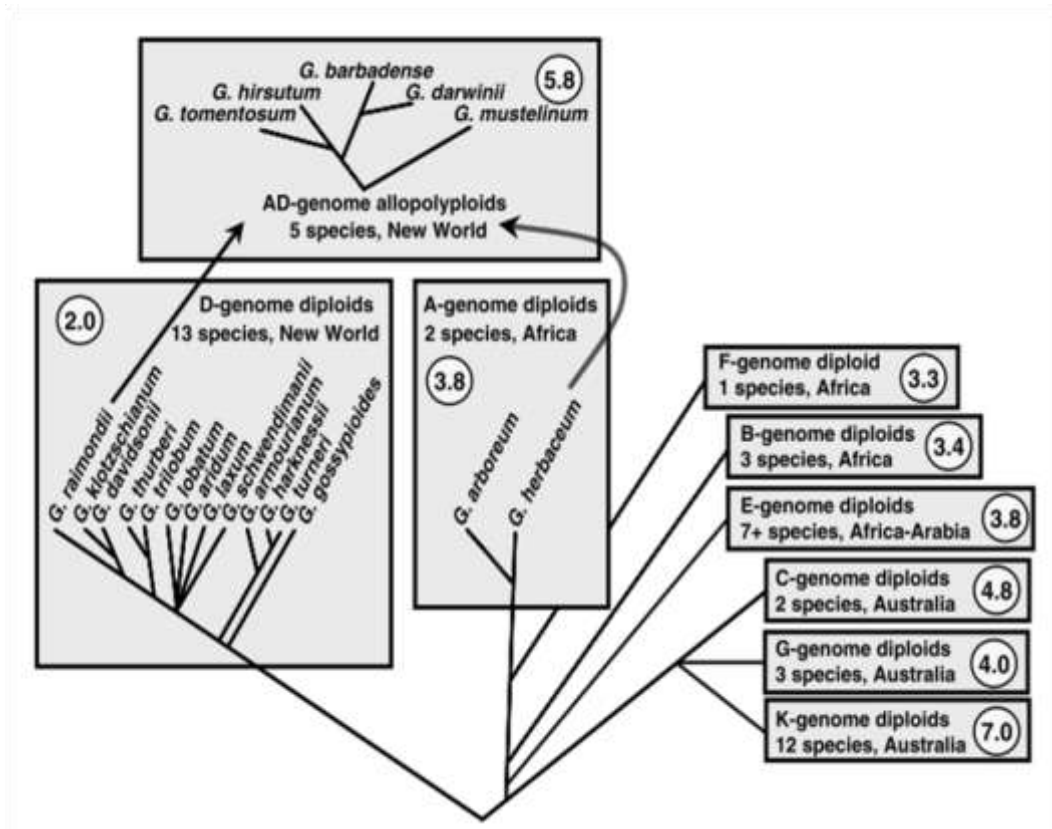 G. barbadense
5.8
G. hirsutum
G. darwinii
G. tomentosum
G. mustelinum
AD-genome allopolyploids
5 species, New World
2.0
D-genome diploids
13 species, New World
G. raimondii
G. klotzschianum
G. davidsonii
G. thurberi
G. trilobum
G. lobatum
G. aridum
G. laxum
G. schwendimanii
G. armourianum
G. harknessii
G. turneri
G. gossypioides
A-genome diploids
2 species, Africa
3.8
G. arboreum
G. herbaceum
F-genome diploid
1 species, Africa
3.3
B-genome diploids
3 species, Africa
3.4
E-genome diploids
7+ species, Africa-Arabia
3.8
C-genome diploids
2 species, Australia
4.8
G-genome diploids
3 species, Australia
4.0
K-genome diploids
12 species, Australia
7.0